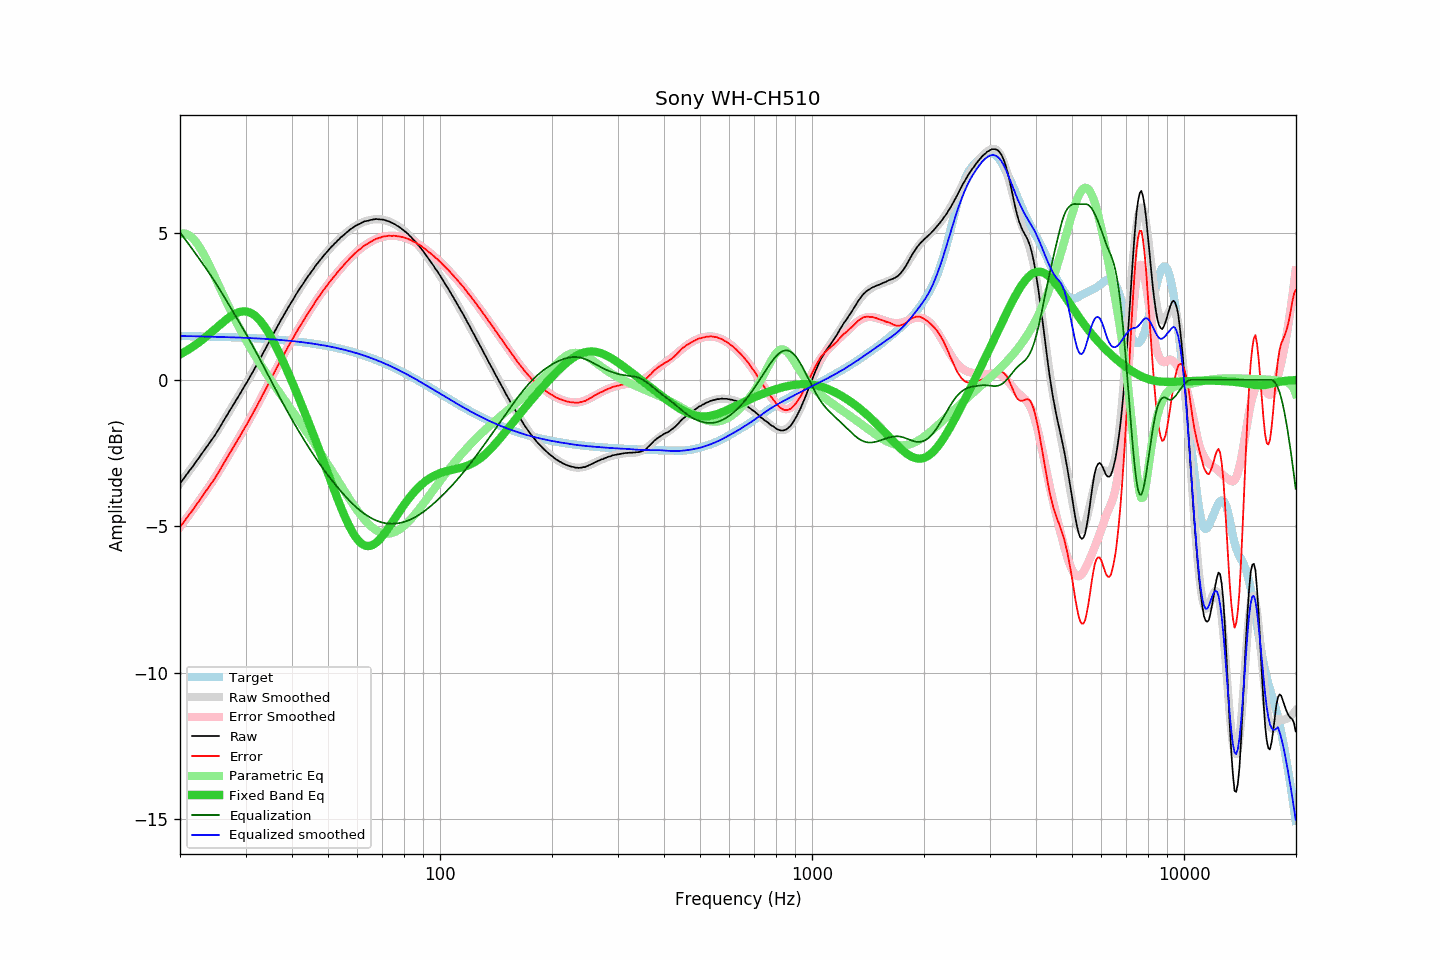 Sony WH-CH510
Amplitude (dBr)
5
0
−5
−10
−15
Target
Raw Smoothed
Error Smoothed
Raw
Error
Parametric Eq
Fixed Band Eq
Equalization
Equalized smoothed
100
1000
10000
Frequency (Hz)